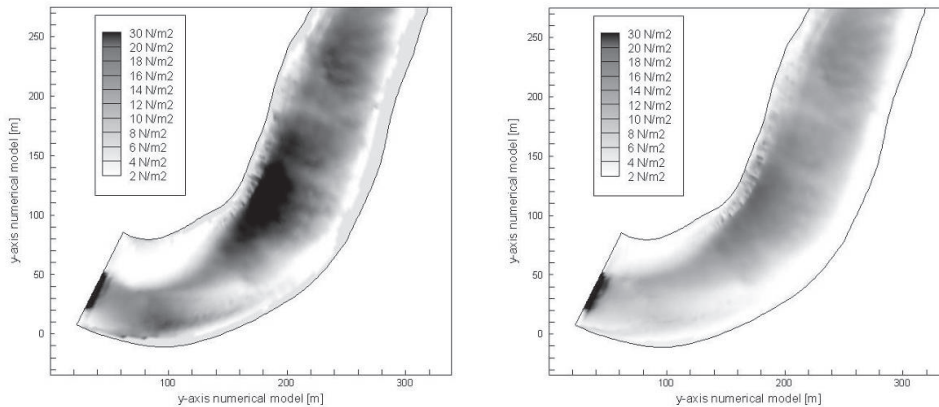 250
200
150
100
50
0
y-axis numerical model [m]
30 N/m2
20 N/m2
18 N/m2
16 N/m2
14 N/m2
12 N/m2
10 N/m2
8 N/m2
6 N/m2
4 N/m2
2 N/m2
100
200
300
y-axis numerical model [m]
250
200
150
100
50
0
y-axis numerical model [m]
30 N/m2
20 N/m2
18 N/m2
16 N/m2
14 N/m2
12 N/m2
10 N/m2
8 N/m2
6 N/m2
4 N/m2
2 N/m2
100
200
300
y-axis numerical model [m]